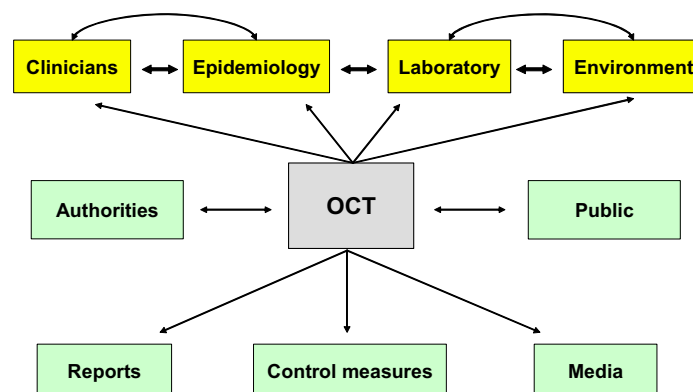 Clinicians
Epidemiology
Laboratory
Environment
Authorities
OCT
Public
Reports
Control measures
Media